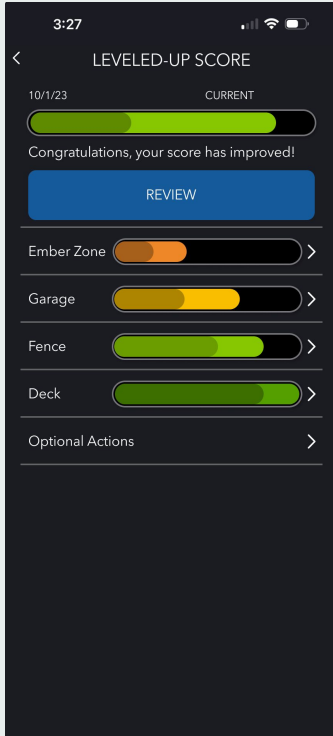 3:27
LEVELED-UP SCORE
10/1/23 CURRENT
Congratulations, your score has improved!
REVIEW
Ember Zone
Garage
Fence
Deck
Optional Actions